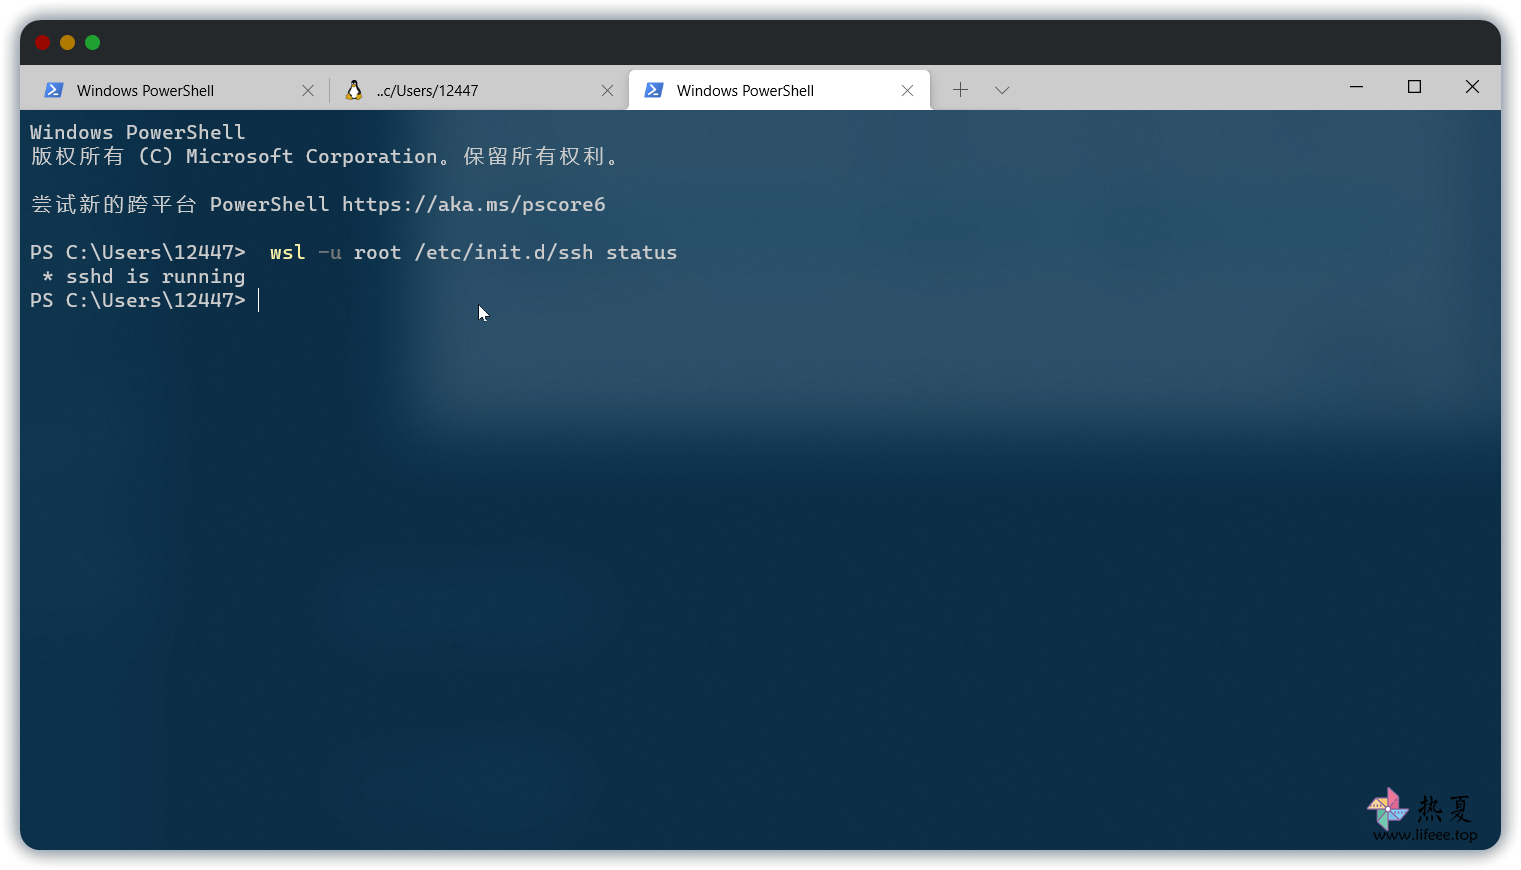 Windows PowerShell
..c/Users/12447
Windows PowerShell
Windows PowerShell
版权所有 (C) Microsoft Corporation。保留所有权利。
尝试新的跨平台 PowerShell https://aka.ms/pscore6
PS C:\Users\12447>  wsl -u root /etc/init.d/ssh status
 * sshd is running
PS C:\Users\12447>
热夏
www.lifeee.top